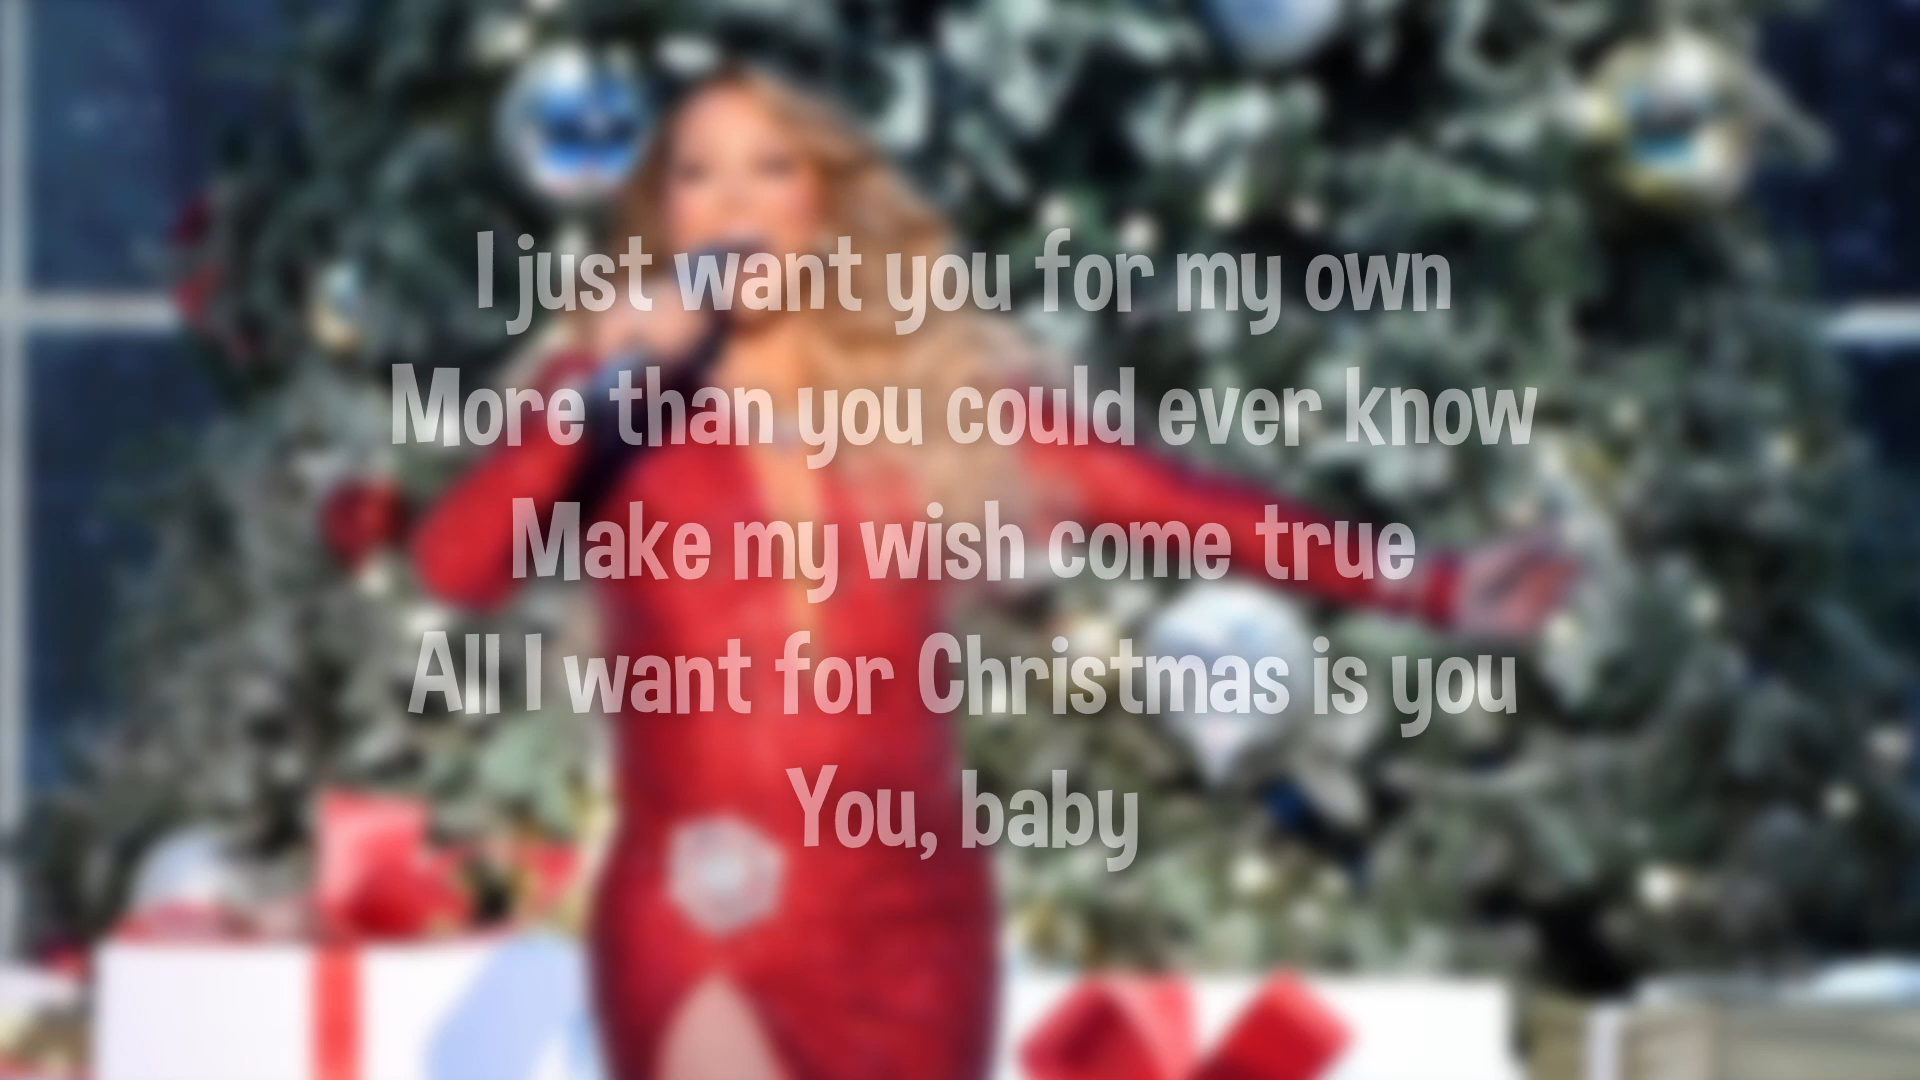 I just want you for my own
More than you could ever know
Make my wish come true
All I want for Christmas is you
You, baby